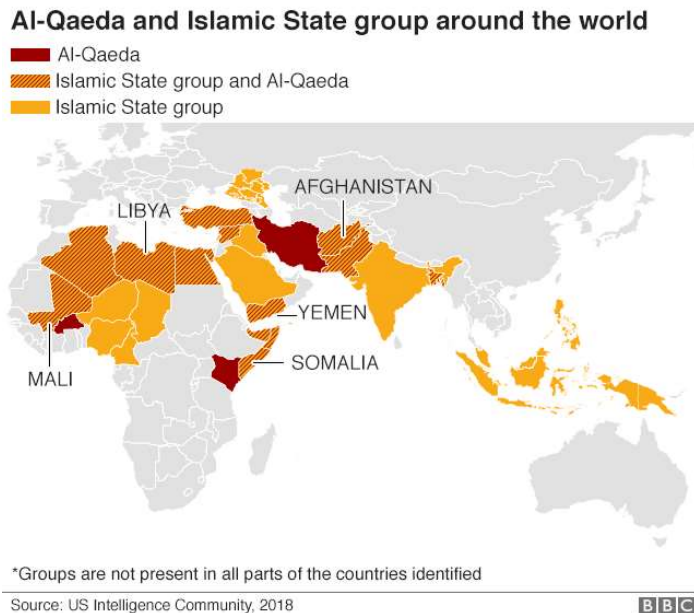 Al-Qaeda and Islamic State group around the world
Al-Qaeda
Islamic State group and Al-Qaeda
Islamic State group
AFGHANISTAN
LIBYA
YEMEN
SOMALIA
MALI
*Groups are not present in all parts of the countries identified
Source: US Intelligence Community, 2018
BBC